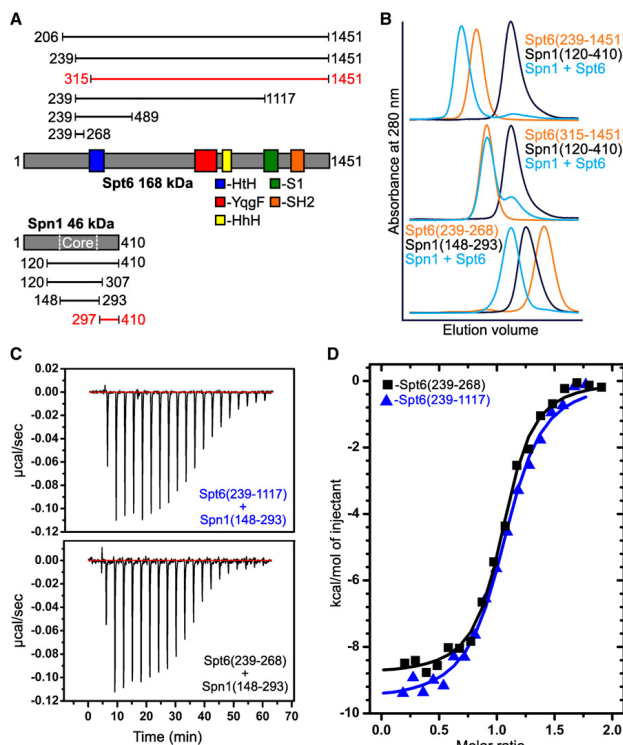 A
206
1451
239
1451
315
1451
239
1117
239
489
239
268
1
1451
Spt6 168 kDa
-HtH
-S1
-YqgF
-SH2
-HhH
Spn1 46 kDa
1
Core
410
120
410
120
307
148
293
297
410
B
Absorbance at 280 nm
Spt6(239-1451)
Spn1(120-410)
Spn1 + Spt6
Spt6(315-1451)
Spn1(120-410)
Spn1 + Spt6
Spt6(239-268)
Spn1(148-293)
Spn1 + Spt6
Elution volume
C
0.02
0.00
-0.02
-0.04
-0.06
-0.08
-0.10
-0.12
µcal/sec
Spt6(239-1117)
+
Spn1(148-293)
0.00
-0.02
-0.04
-0.06
-0.08
-0.10
-0.12
µcal/sec
Spt6(239-268)
+
Spn1(148-293)
0 10 20 30 40 50 60 70
Time (min)
D
-Spt6(239-268)
-Spt6(239-1117)
0
-2
-4
-6
-8
-10
kcal/mol of injectant
0.0 0.5 1.0 1.5 2.0
Molar ratio